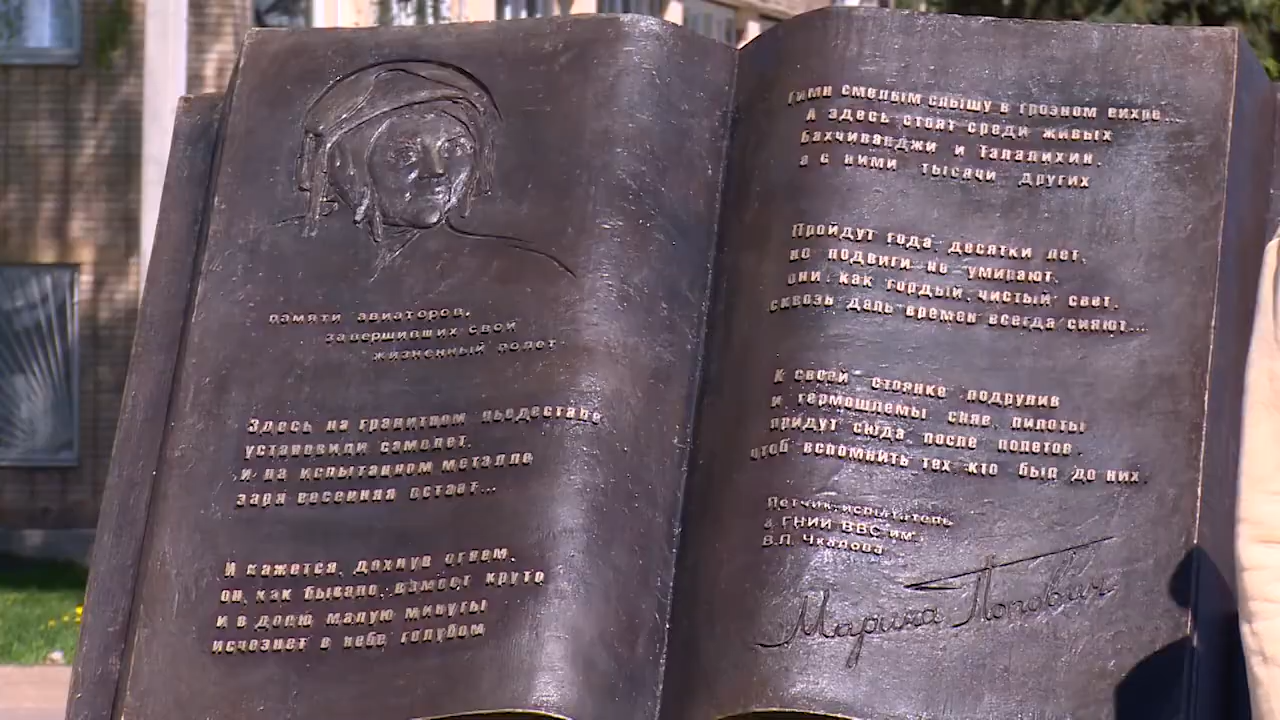 памяти авиаторов,
завершивших свой
жизненный полет.
Здесь на гранитном пьедестале
установили самолет,
и на испытанном металле
заря весенняя встает...
И кажется, дохнув огнем,
он, как бывало, взмоет круто
и в долю малую минуты
исчезнет в небе голубом
Гимн смелым слышу в грозном вихре...
А здесь стоят среди живых
Бахчиванджи и Талалихин,
а с ними тысячи других
Пройдут года, десятки лет,
но подвиги не умирают,
они как гордый, чистый свет,
сквозь даль времен всегда сияют...
К своей стоянке подрулив
и гермошлемы сняв, пилоты
придут сюда после полетов,
чтоб вспомнить тех, кто был до них.
Летчик-испытатель
ГНИИ ВВС им.
В.П. Чкалова
Марина Попович